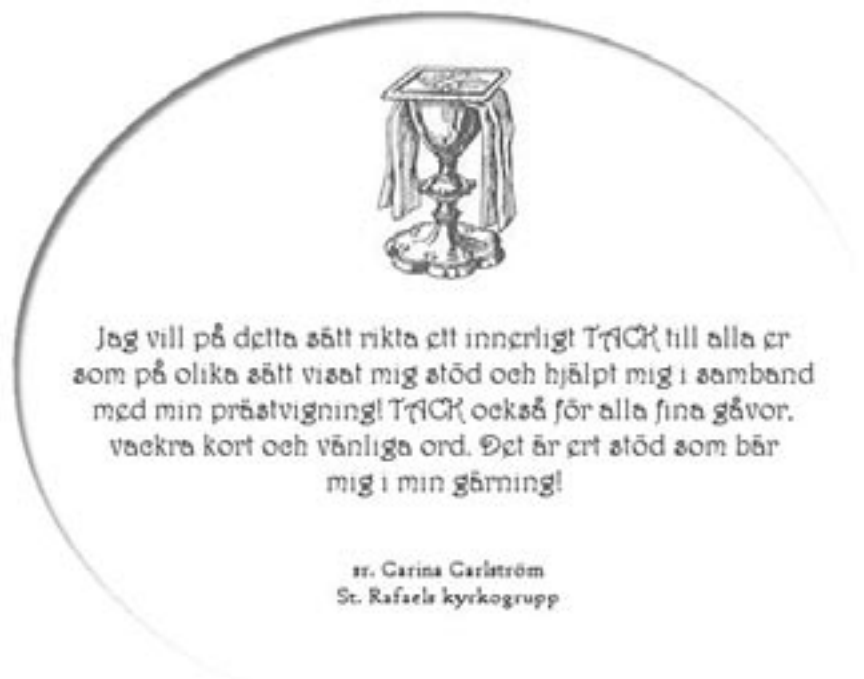 Jag vill på detta sätt rikta ett innerligt TACK till alla er
som på olika sätt visat mig stöd och hjälpt mig i samband
med min prästvigning! TACK också för alla fina gåvor,
vackra kort och vänliga ord. Det är ert stöd som bär
mig i min gärning!
sr. Carina Carlström
St. Rafaels kyrkogrupp